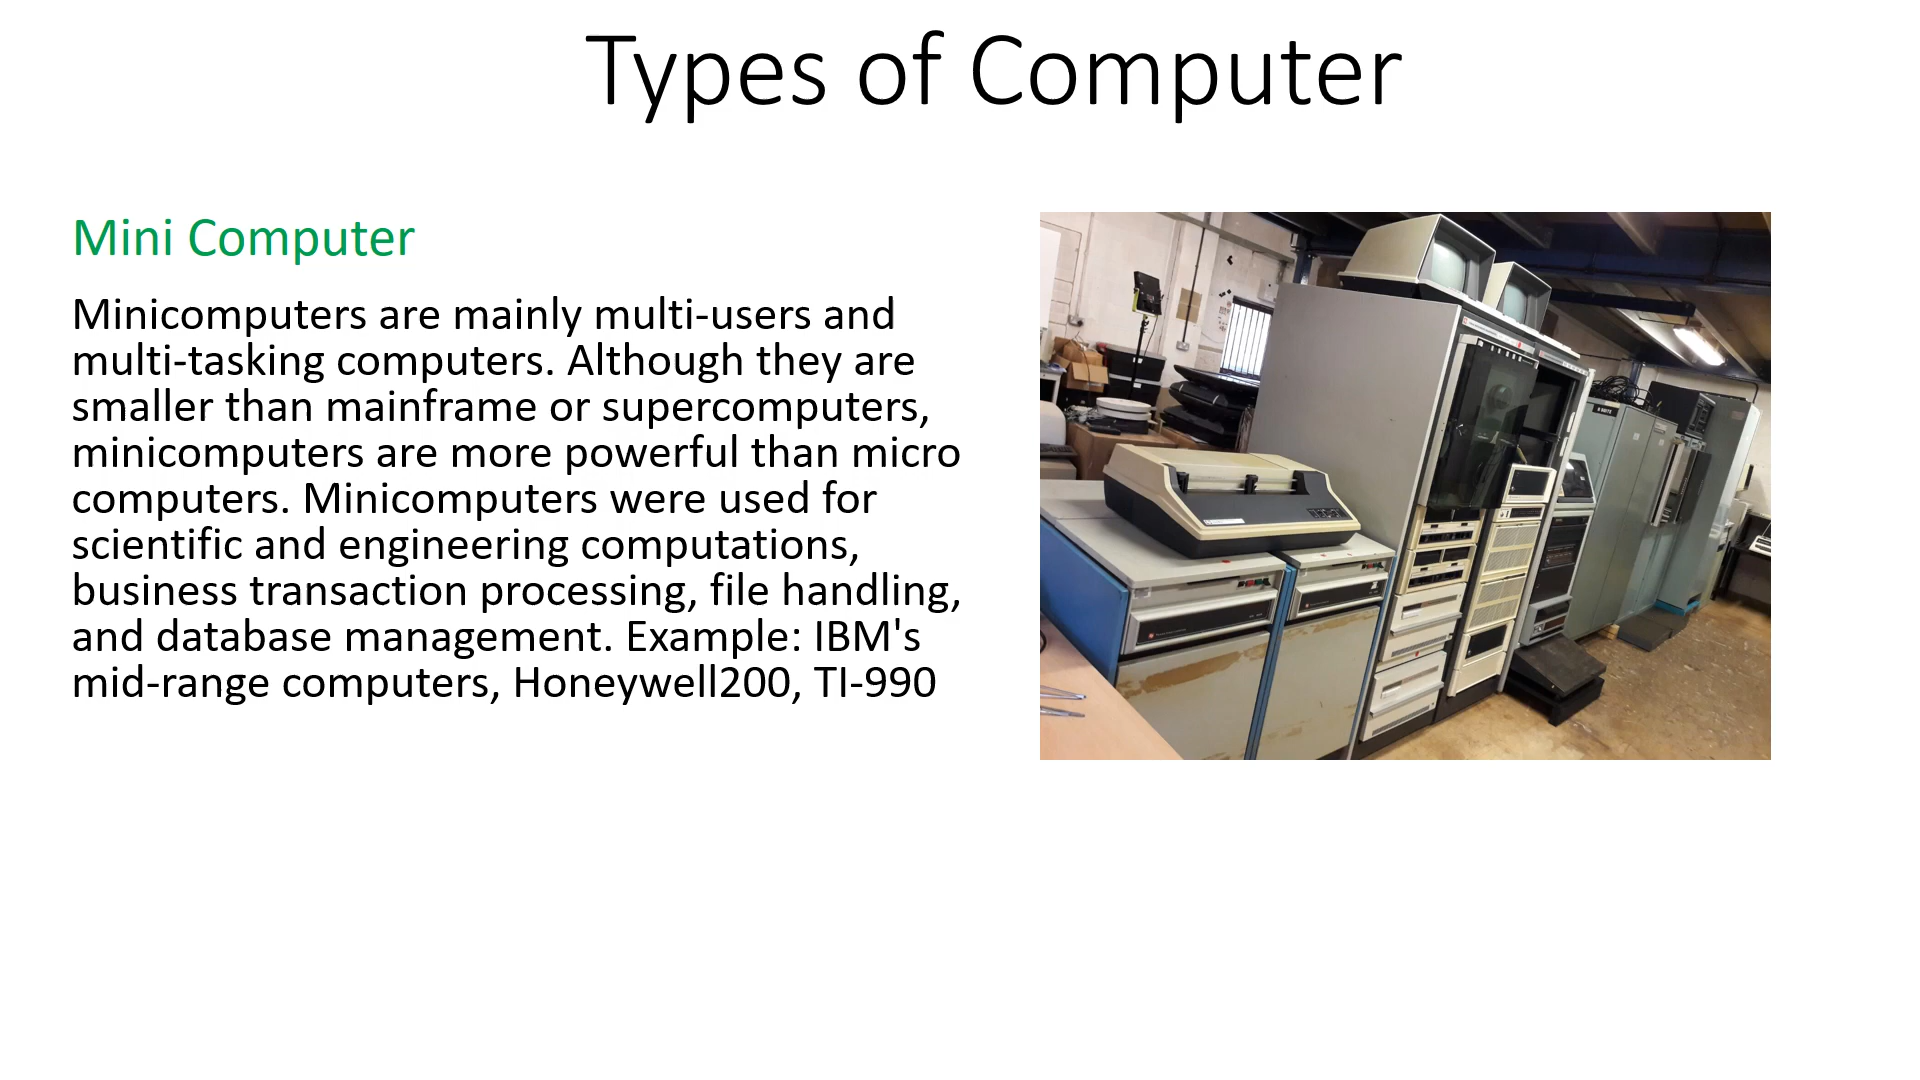 Types of Computer
Mini Computer
Minicomputers are mainly multi-users and
multi-tasking computers. Although they are
smaller than mainframe or supercomputers,
minicomputers are more powerful than micro
computers. Minicomputers were used for
scientific and engineering computations,
business transaction processing, file handling,
and database management. Example: IBM's
mid-range computers, Honeywell200, TI-990